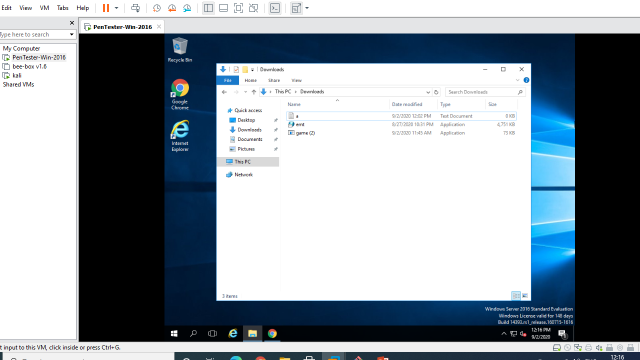 Edit View VM Tabs Help
Type here to search
My Computer
PenTester-Win-2016
bee-box v1.6
kali
Shared VMs
PenTester-Win-2016
Recycle Bin
Google
Chrome
Internet
Explorer
Downloads
File Home Share View
This PC Downloads
Search Downloads
Name Date modified Type Size
Quick access
Desktop
Downloads
Documents
Pictures
This PC
Network
a 9/2/2020 12:02 PM Text Document 0 KB
8/27/2020 10:31 PM Application 4,751 KB
game (2) 9/2/2020 11:45 AM Application 73 KB
3 items
Windows Server 2016 Standard Evaluation
Windows License valid for 148 days
Build 14393.rs1_release.160715-1616
12:16 PM
9/2/2020
t input to this VM, click inside or press Ctrl+G.
12:16